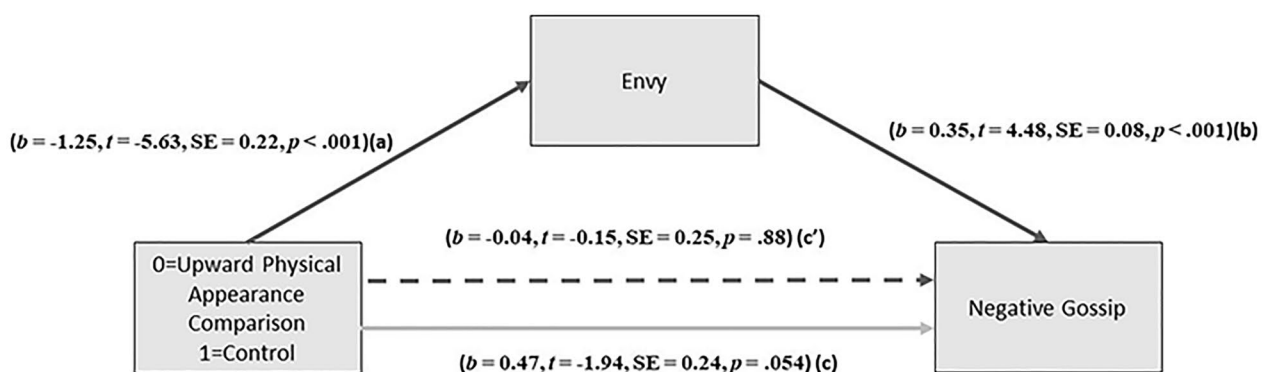 Envy
(b = -1.25, t = -5.63, SE = 0.22, p < .001)(a)
(b = 0.35, t = 4.48, SE = 0.08, p < .001)(b)
(b = -0.04, t = -0.15, SE = 0.25, p = .88) (c’)
0=Upward Physical
Appearance
Comparison
1=Control
Negative Gossip
(b = 0.47, t = -1.94, SE = 0.24, p = .054) (c)